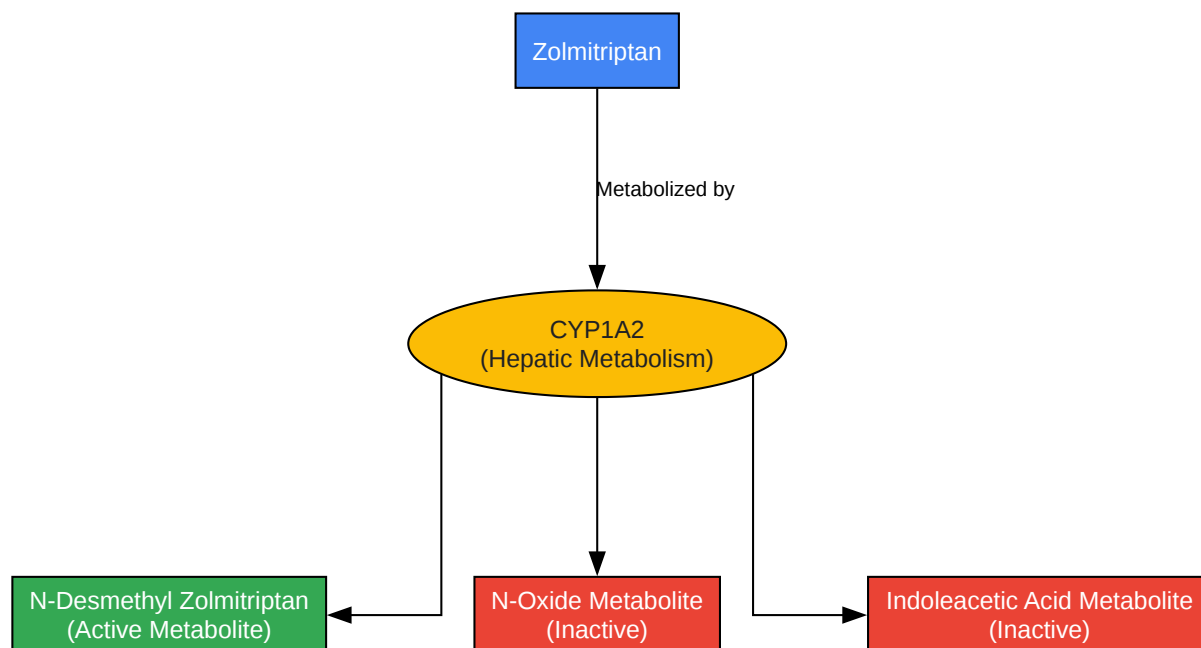 Zolmitriptan
Metabolized by
CYP1A2
(Hepatic Metabolism)
N-Desmethyl Zolmitriptan
(Active Metabolite)
N-Oxide Metabolite
(Inactive)
Indoleacetic Acid Metabolite
(Inactive)